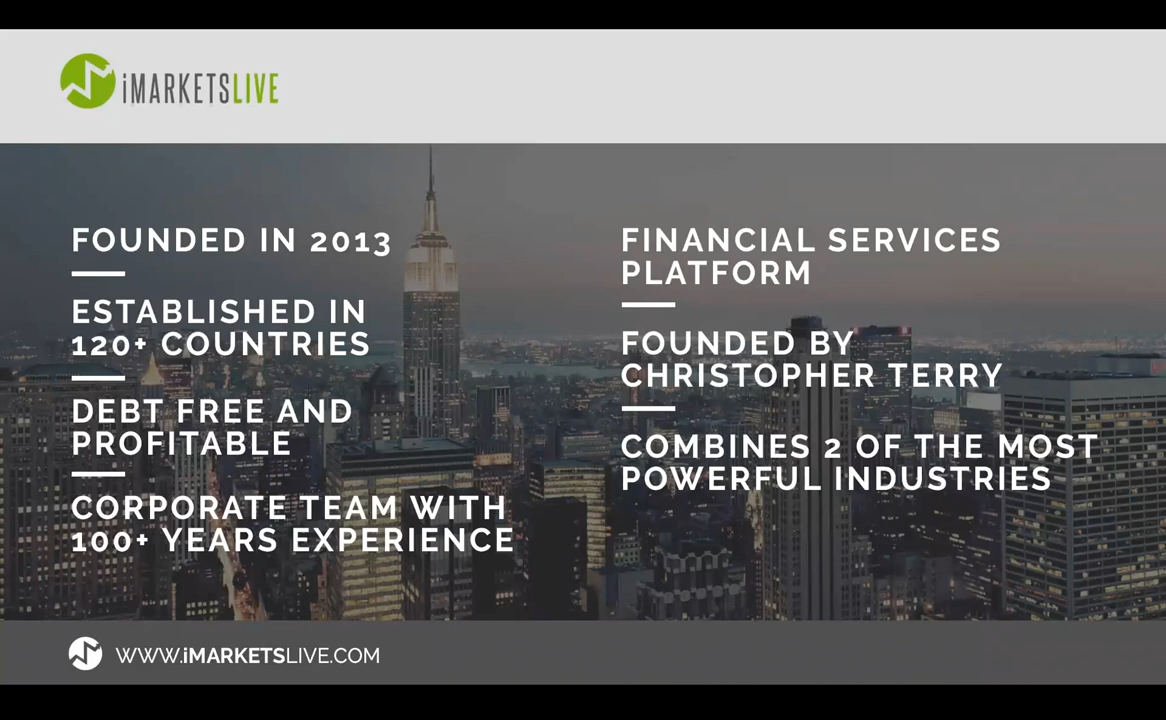 iMARKETSLIVE
FOUNDED IN 2013
ESTABLISHED IN
120+ COUNTRIES
DEBT FREE AND
PROFITABLE
CORPORATE TEAM WITH
100+ YEARS EXPERIENCE
FINANCIAL SERVICES
PLATFORM
FOUNDED BY
CHRISTOPHER TERRY
COMBINES 2 OF THE MOST
POWERFUL INDUSTRIES
WWW.iMARKETSLIVE.COM